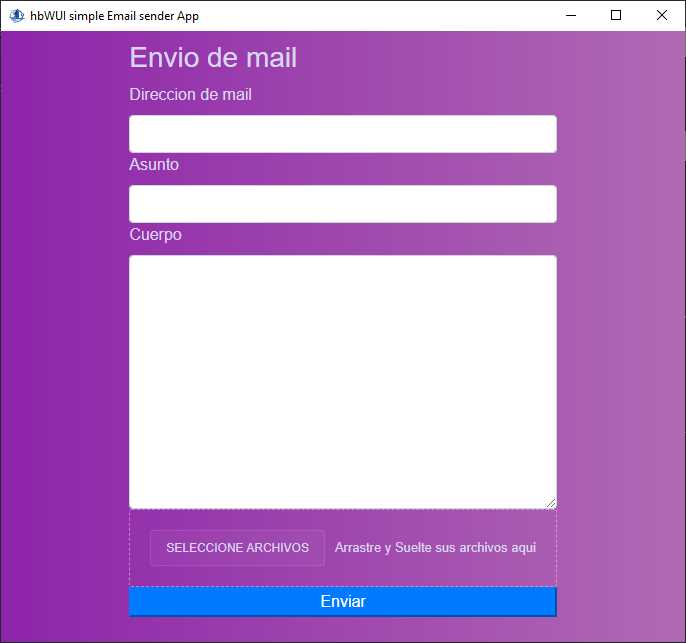 hbWUI simple Email sender App
Envio de mail
Direccion de mail
Asunto
Cuerpo
SELECCIONE ARCHIVOS Arrastre y Suelte sus archivos aqui
Enviar